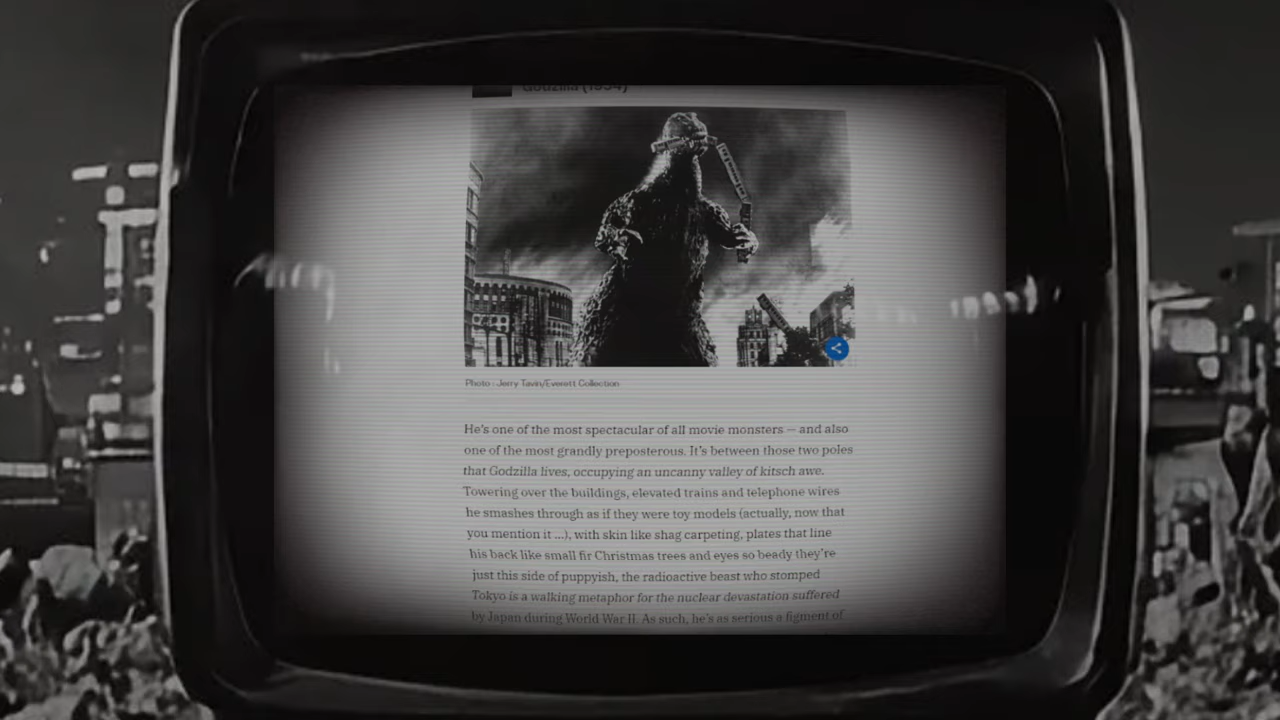 Godzilla (1954)
Photo : Jerry Tavin/Everett Collection
He's one of the most spectacular of all movie monsters — and also
one of the most grandly preposterous. It's between those two poles
that Godzilla lives, occupying an uncanny valley of kitsch awe.
Towering over the buildings, elevated trains and telephone wires
he smashes through as if they were toy models (actually, now that
you mention it ...), with skin like shag carpeting, plates that line
his back like small fir Christmas trees and eyes so beady they're
just this side of puppyish, the radioactive beast who stomped
Tokyo is a walking metaphor for the nuclear devastation suffered
by Japan during World War II. As such, he's as serious a figment of